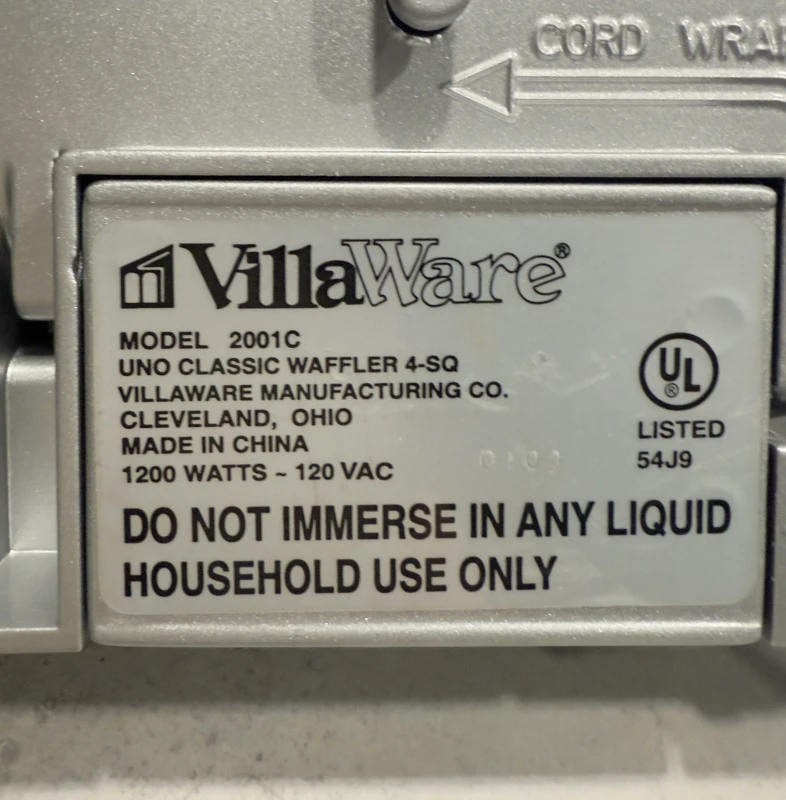 CORD WRAP
VillaWare®
MODEL 2001C
UNO CLASSIC WAFFLER 4-SQ
VILLAWARE MANUFACTURING CO.
CLEVELAND, OHIO
MADE IN CHINA
1200 WATTS ~ 120 VAC
UL®
LISTED
54J9
DO NOT IMMERSE IN ANY LIQUID
HOUSEHOLD USE ONLY